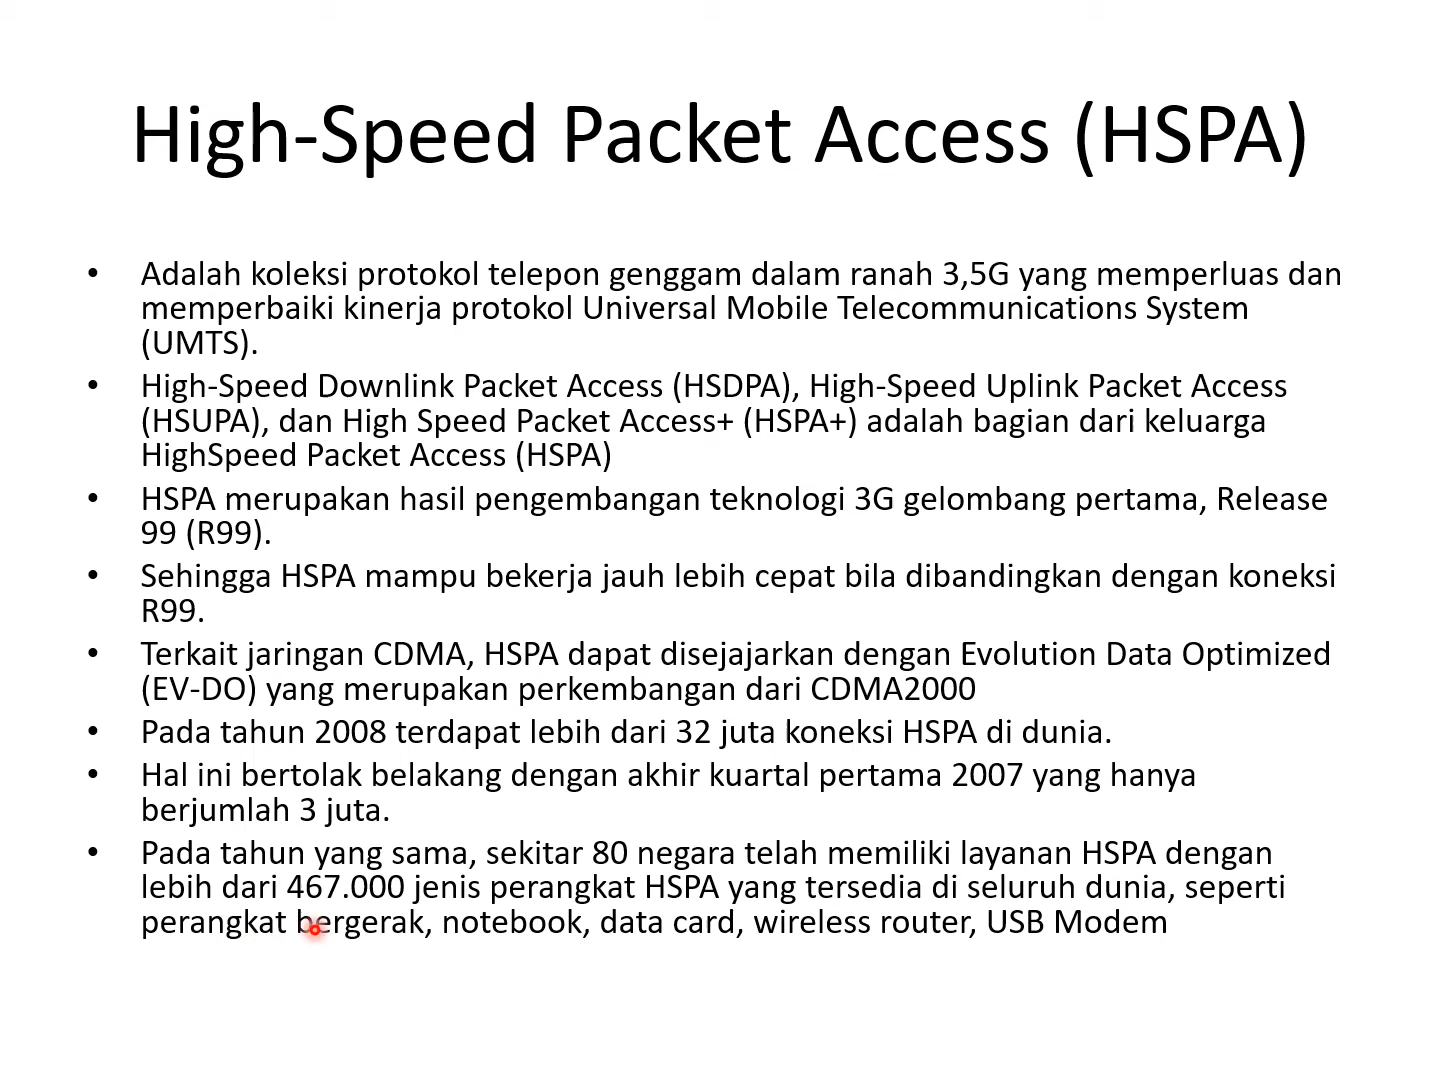 High-Speed Packet Access (HSPA)
• Adalah koleksi protokol telepon genggam dalam ranah 3,5G yang memperluas dan
memperbaiki kinerja protokol Universal Mobile Telecommunications System
(UMTS).
• High-Speed Downlink Packet Access (HSDPA), High-Speed Uplink Packet Access
(HSUPA), dan High Speed Packet Access+ (HSPA+) adalah bagian dari keluarga
HighSpeed Packet Access (HSPA)
• HSPA merupakan hasil pengembangan teknologi 3G gelombang pertama, Release
99 (R99).
• Sehingga HSPA mampu bekerja jauh lebih cepat bila dibandingkan dengan koneksi
R99.
• Terkait jaringan CDMA, HSPA dapat disejajarkan dengan Evolution Data Optimized
(EV-DO) yang merupakan perkembangan dari CDMA2000
• Pada tahun 2008 terdapat lebih dari 32 juta koneksi HSPA di dunia.
• Hal ini bertolak belakang dengan akhir kuartal pertama 2007 yang hanya
berjumlah 3 juta.
• Pada tahun yang sama, sekitar 80 negara telah memiliki layanan HSPA dengan
lebih dari 467.000 jenis perangkat HSPA yang tersedia di seluruh dunia, seperti
perangkat bergerak, notebook, data card, wireless router, USB Modem